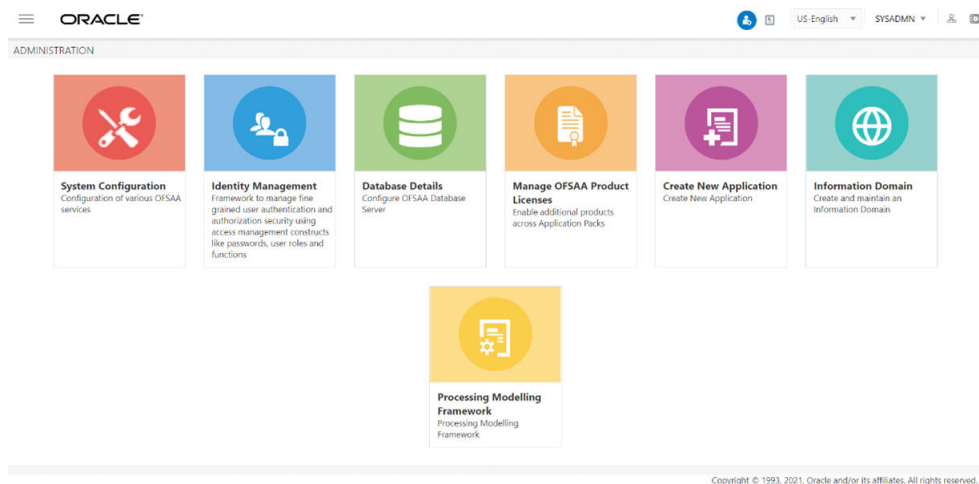 ORACLE
US-English
SYSADMN
ADMINISTRATION
System Configuration
Configuration of various OFSAA
services
Identity Management
Framework to manage fine
grained user authentication and
authorization security using
access management constructs
like passwords, user roles and
functions
Database Details
Configure OFSAA Database
Server
Manage OFSAA Product
Licenses
Enable additional products
across Application Packs
Create New Application
Create New Application
Information Domain
Create and maintain an
Information Domain
Processing Modelling
Framework
Processing Modelling
Framework
Copyright © 1993, 2021, Oracle and/or its affiliates. All rights reserved.